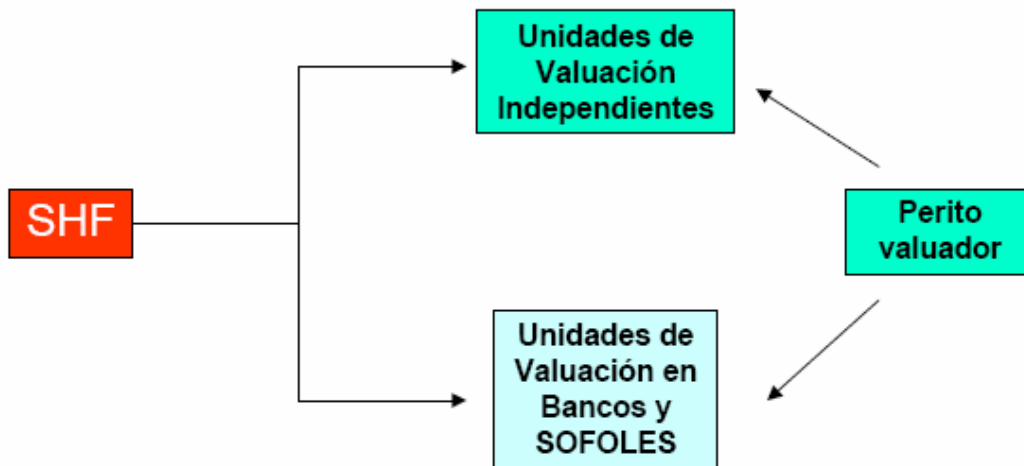 Unidades de
Valuación
Independientes
SHF
Perito
valuador
Unidades de
Valuación en
Bancos y
SOFOLES